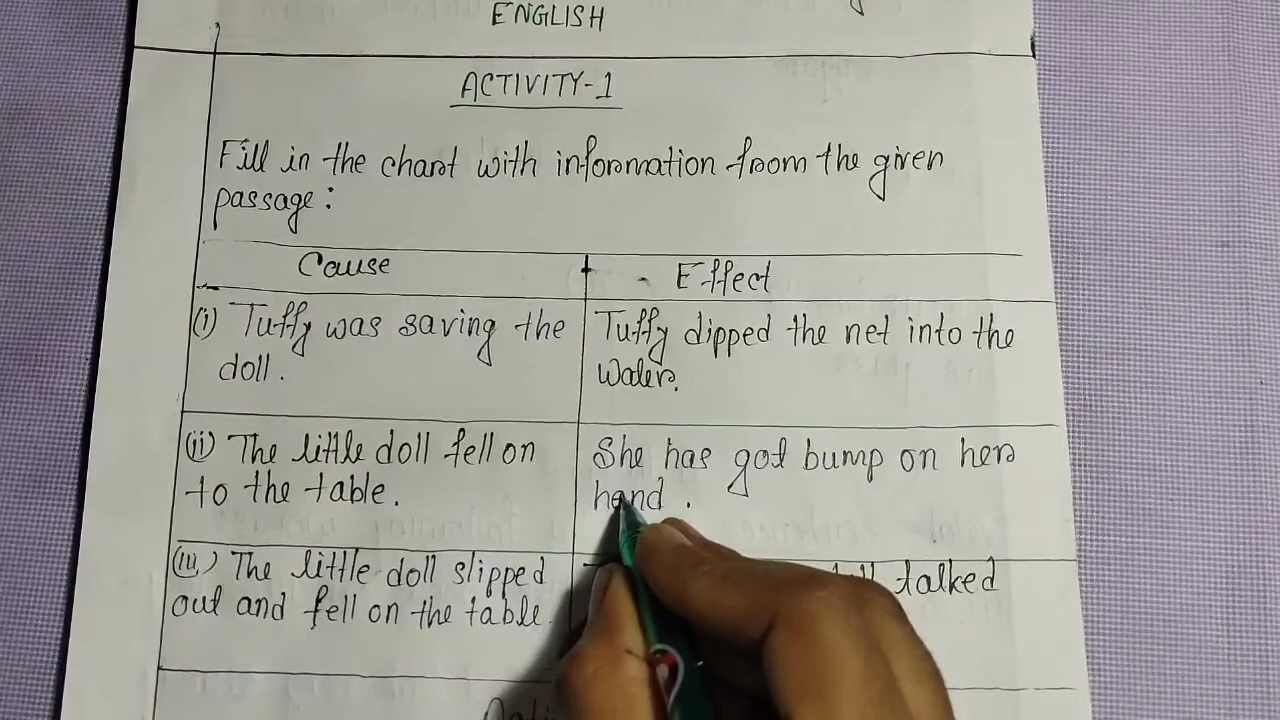 ENGLISH
ACTIVITY-1
Fill in the chart with information from the given
passage:
Cause
Effect
(i) Tuffy was saving the
doll.
Tuffy dipped the net into the
Water.
(ii) The little doll fell on
to the table.
She has got bump on her
hand.
(iii) The little doll slipped
out and fell on the table.
talked